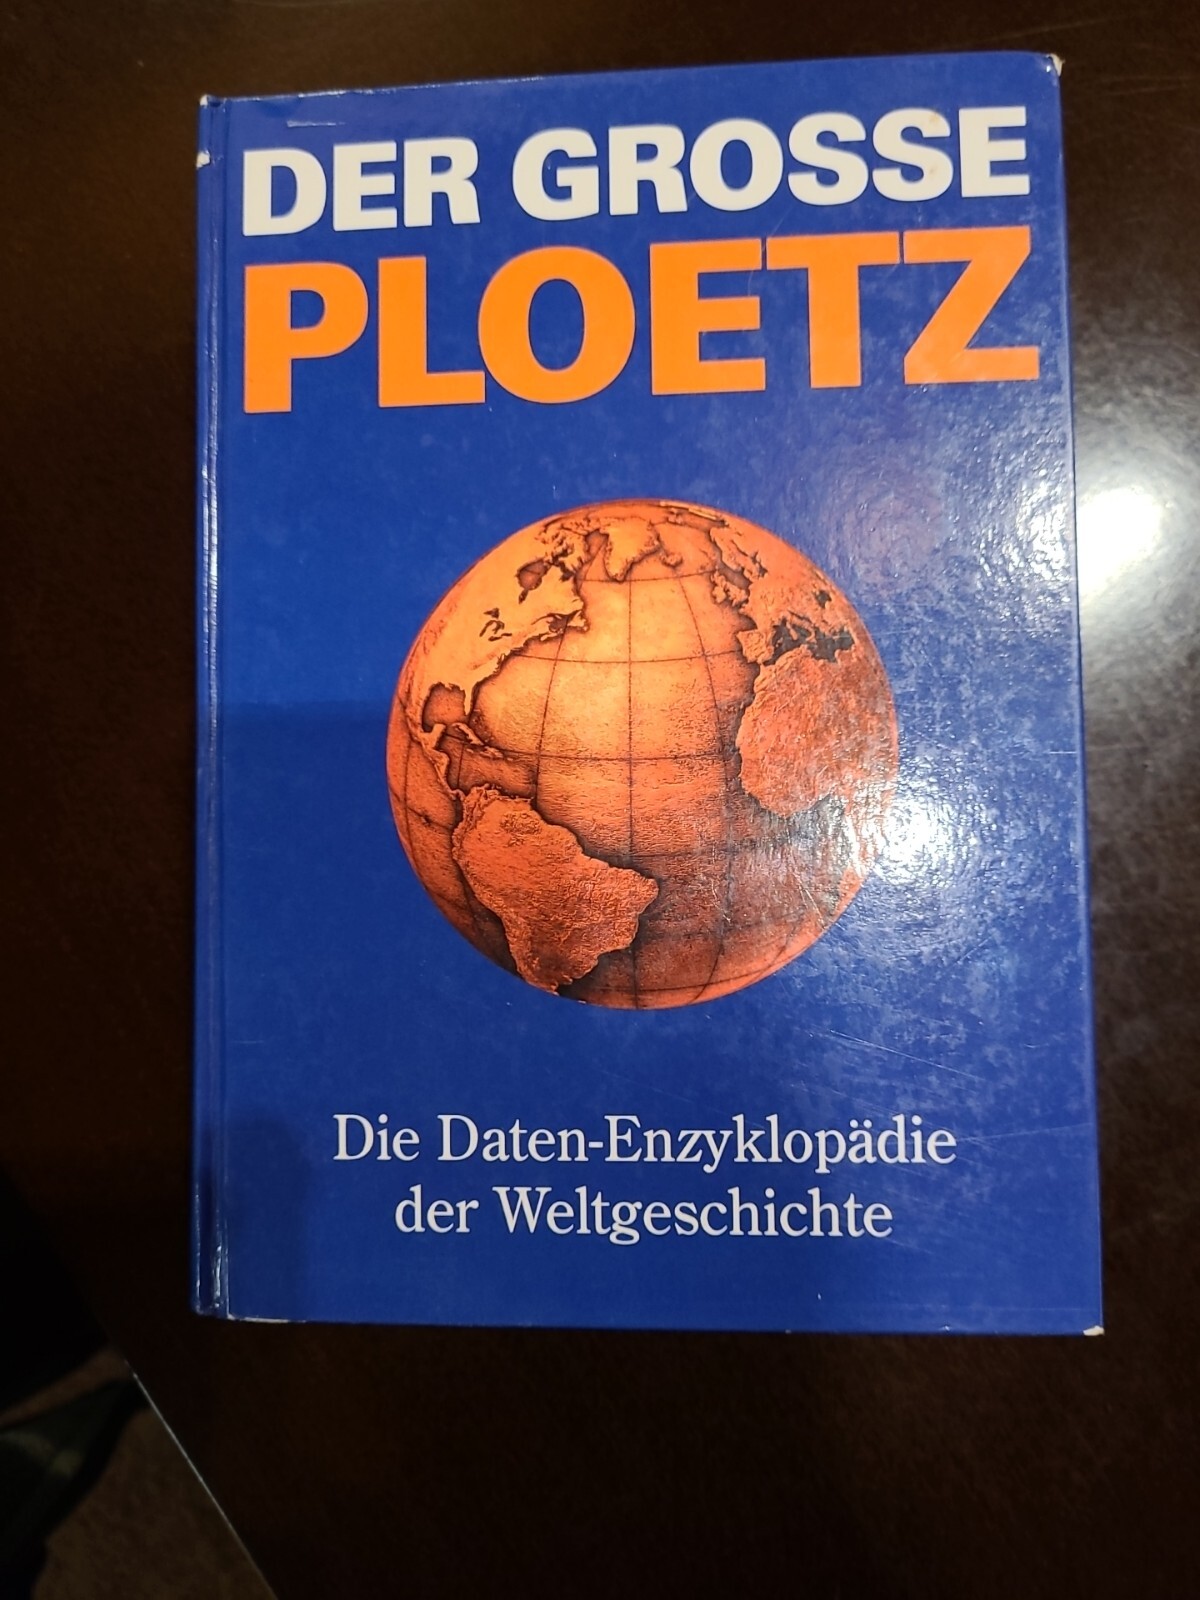 DER GROSSE
PLOETZ
Die Daten-Enzyklopädie
der Weltgeschichte